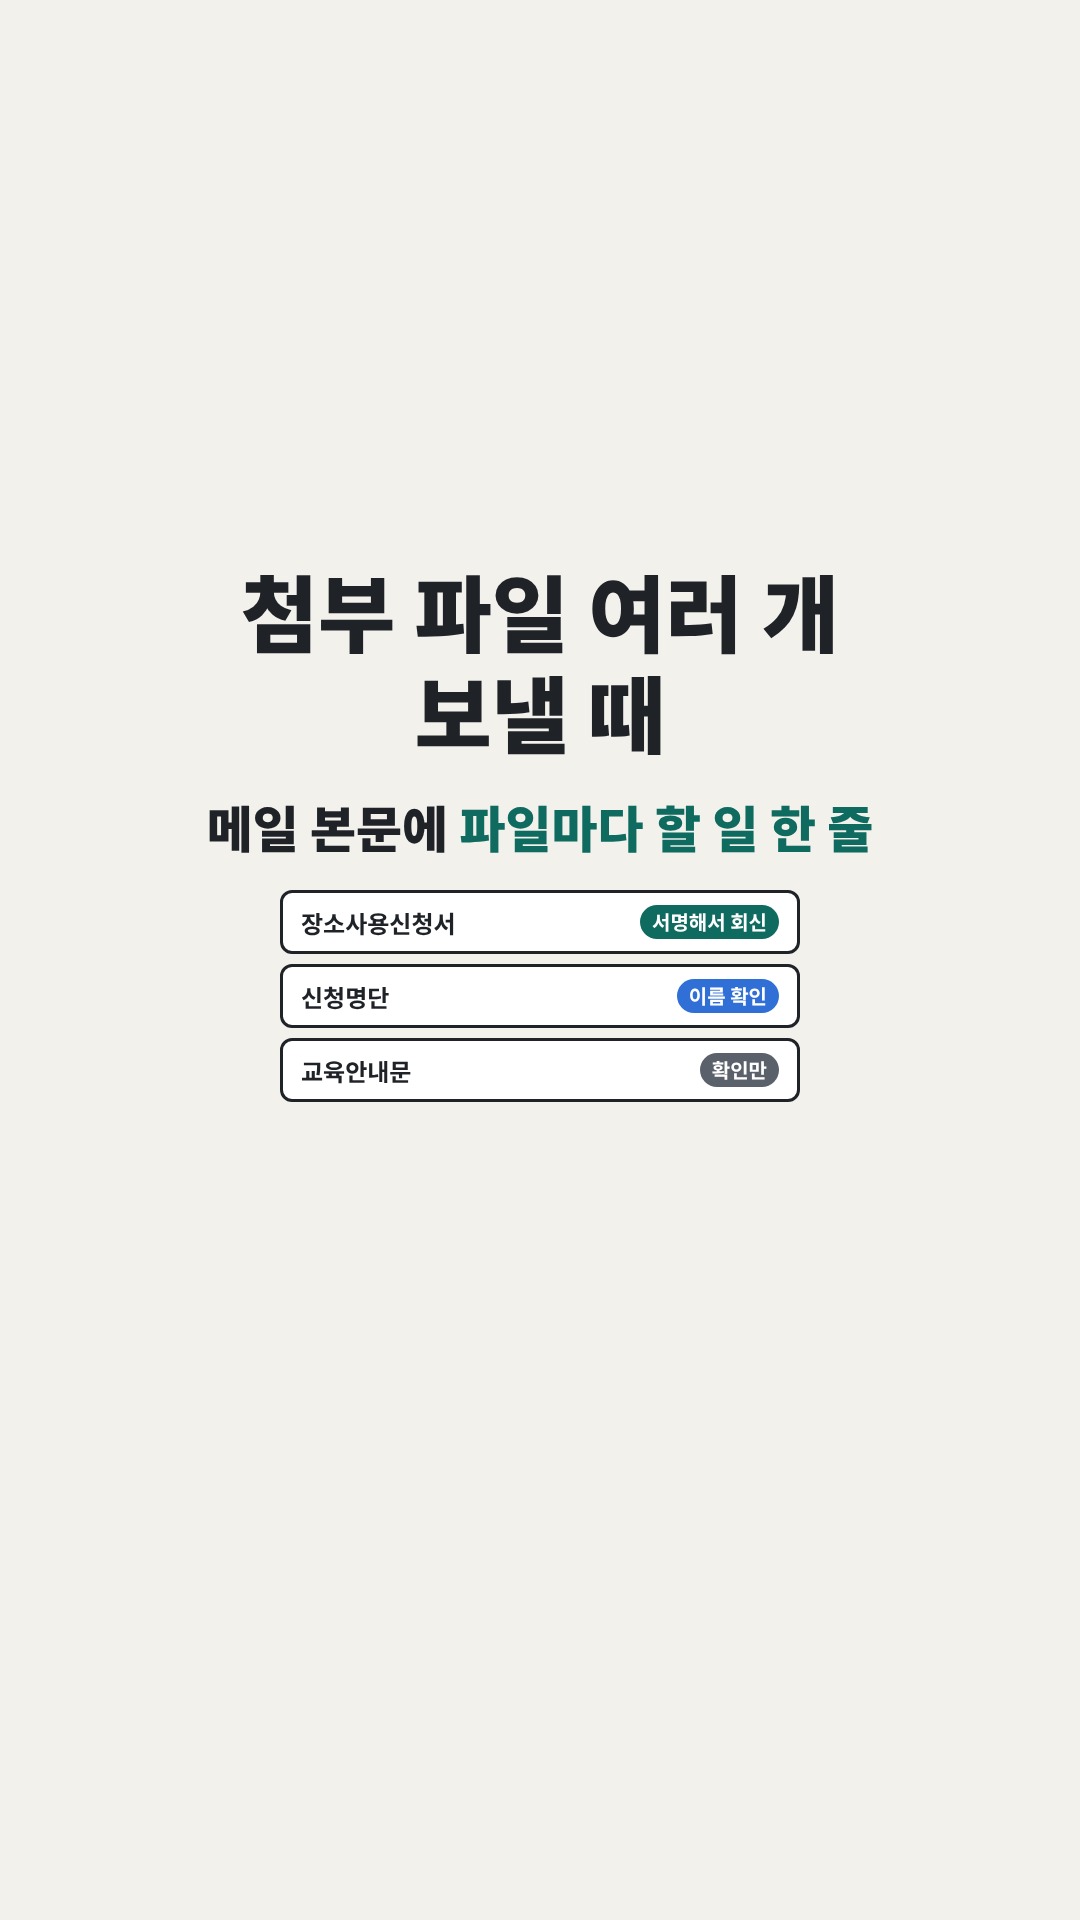 첨부 파일 여러 개
보낼 때
메일 본문에 파일마다 할 일 한 줄
장소사용신청서 서명해서 회신
신청명단 이름 확인
교육안내문 확인만